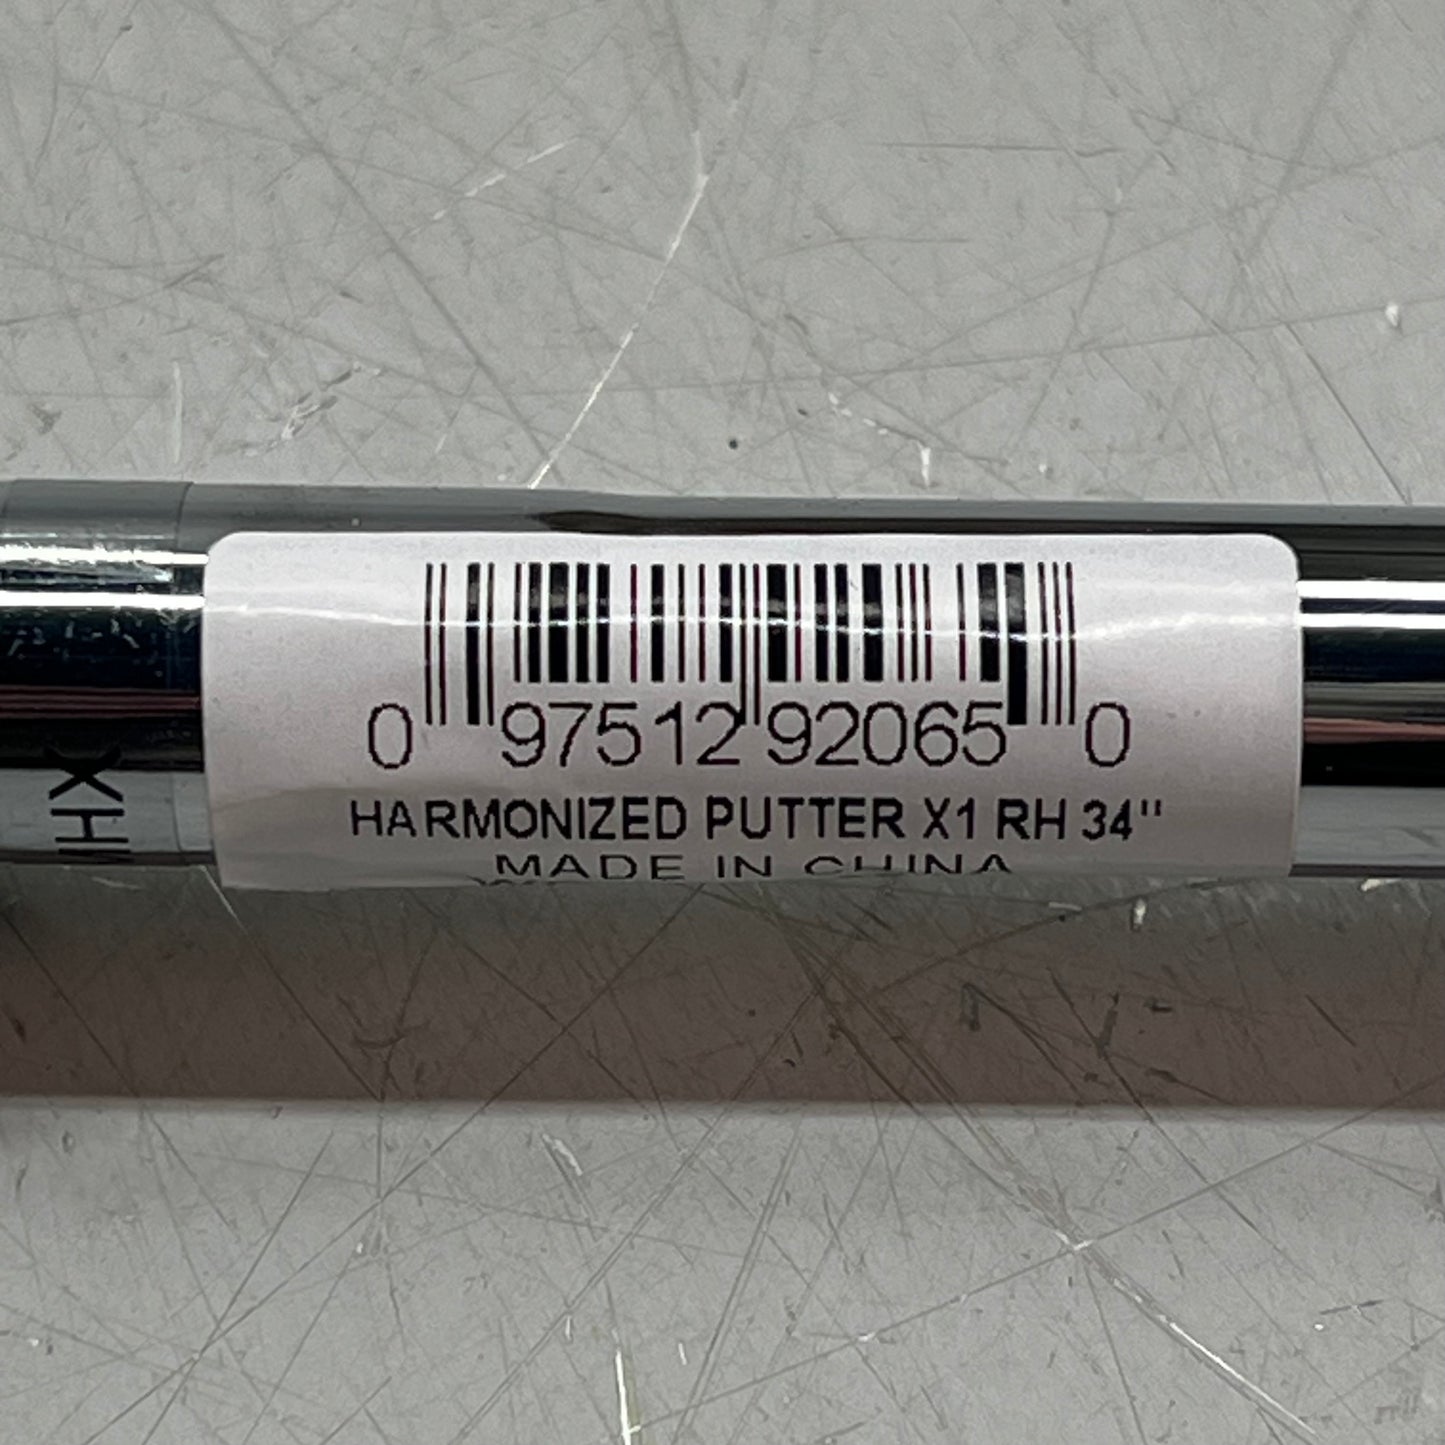 0 97512 92065 0
HARMONIZED PUTTER X1 RH 34"
MADE IN CHINA